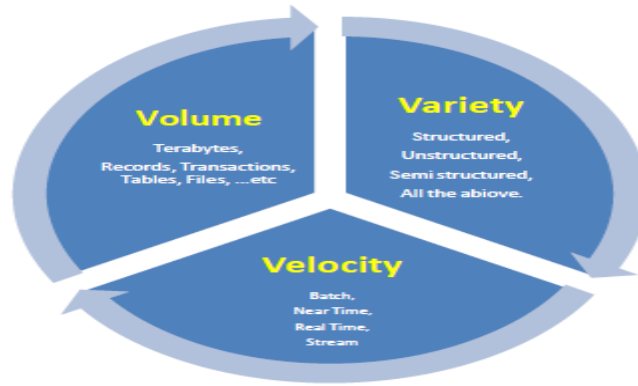 Volume
Terabytes,
Records, Transactions,
Tables, Files, ...etc
Variety
Structured,
Unstructured,
Semi structured,
All the abiove.
Velocity
Batch,
Near Time,
Real Time,
Stream